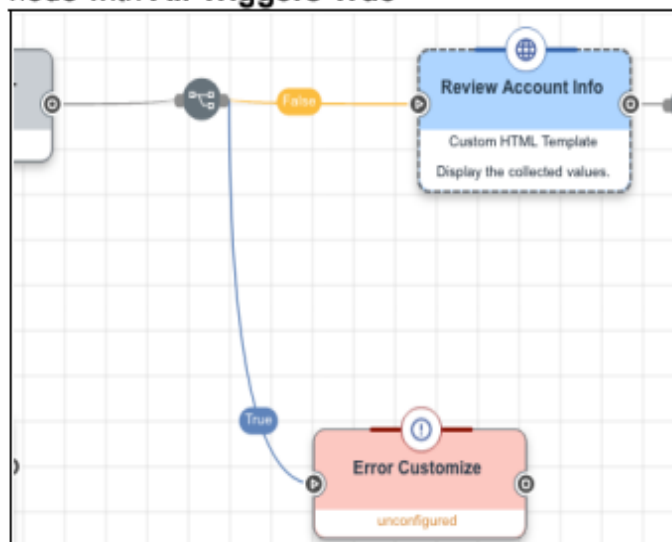 False
Review Account Info
Custom HTML Template
Display the collected values.
True
Error Customize
unconfigured